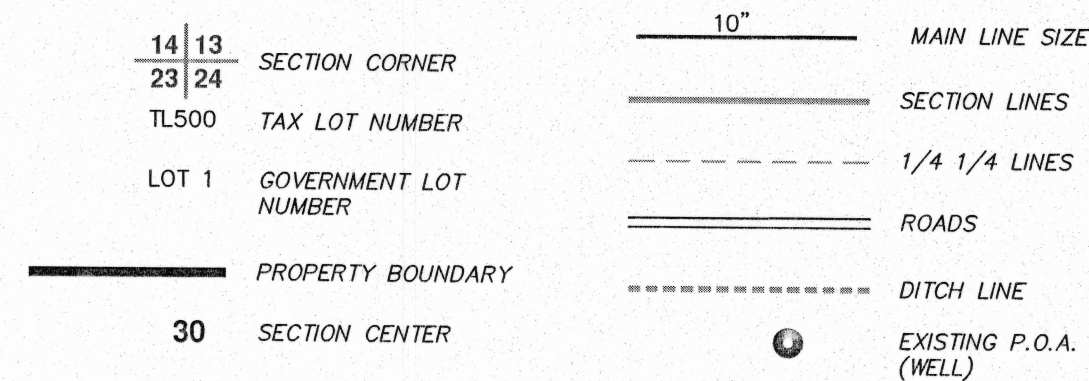 14 13
23 24
SECTION CORNER
TL500
TAX LOT NUMBER
LOT 1
GOVERNMENT LOT
NUMBER
PROPERTY BOUNDARY
30
SECTION CENTER
10”
MAIN LINE SIZE
SECTION LINES
1/4 1/4 LINES
ROADS
DITCH LINE
EXISTING P.O.A.
(WELL)